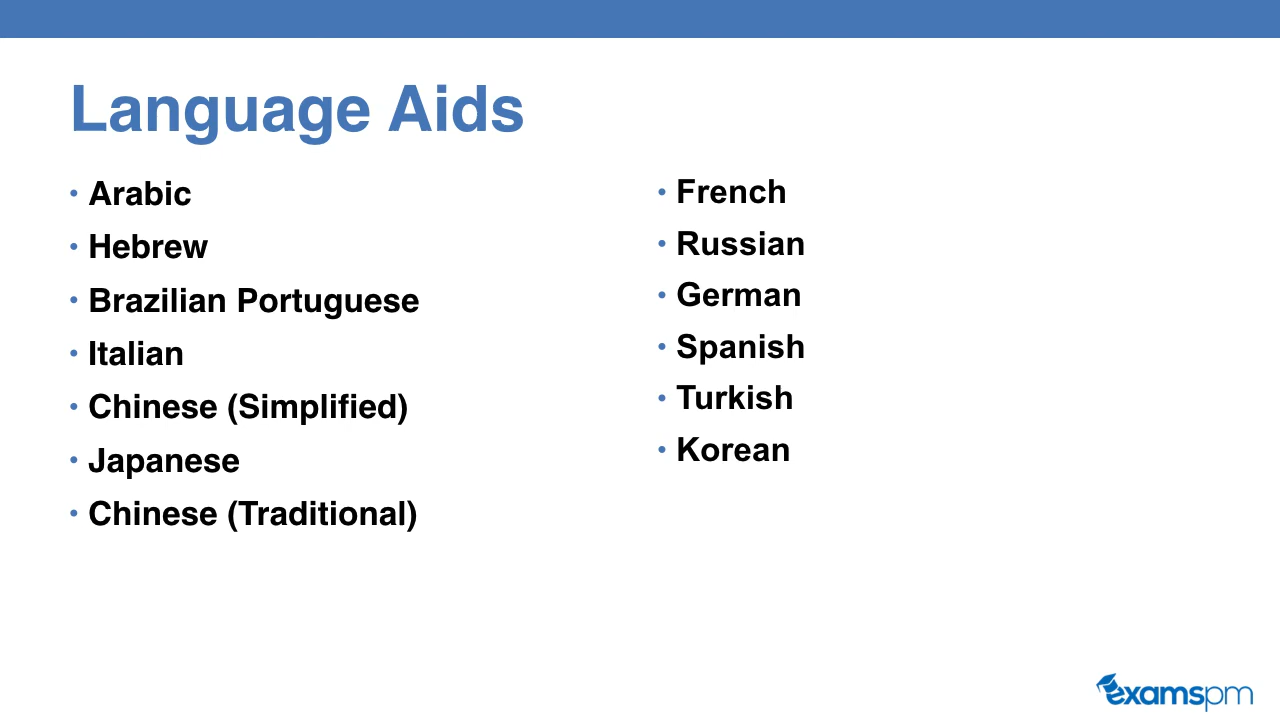 Language Aids
• Arabic
• Hebrew
• Brazilian Portuguese
• Italian
• Chinese (Simplified)
• Japanese
• Chinese (Traditional)
• French
• Russian
• German
• Spanish
• Turkish
• Korean
examspm